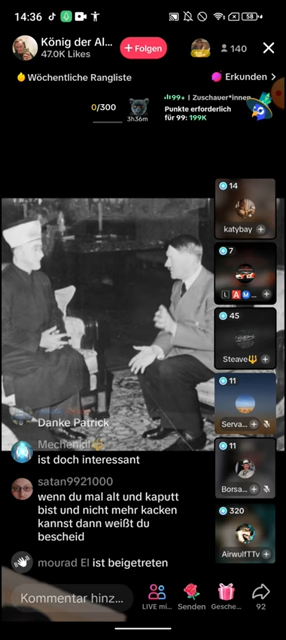 14:36
58
König der Al...
47.0K Likes
+ Folgen
140
Wöchentliche Rangliste
Erkunden >
0/300
3h36m
99+ | Zuschauer*innen
Punkte erforderlich
für 99: 199K
14
katybay +
7
LAM... +
45
Steave🔱 +
11
Serva... +
11
Borsa... +
320
AirwulfTTv
Danke Patrick
ist doch interessant
satan9921000
wenn du mal alt und kaputt
bist und nicht mehr kacken
kannst dann weißt du
bescheid
mourad El ist beigetreten
Kommentar hinz...
LIVE mi...
Senden
Gesche...
92